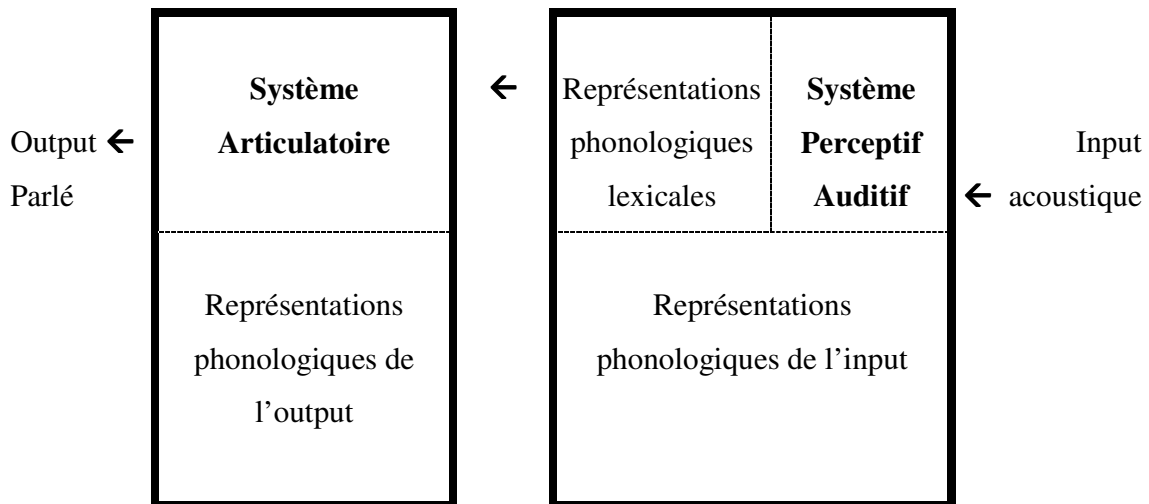 Output ←
Parlé
Système
Articulatoire
←
Représentations
phonologiques
lexicales
Système
Perceptif
Auditif
Input
← acoustique
Représentations
phonologiques de
l’output
Représentations
phonologiques de l’input